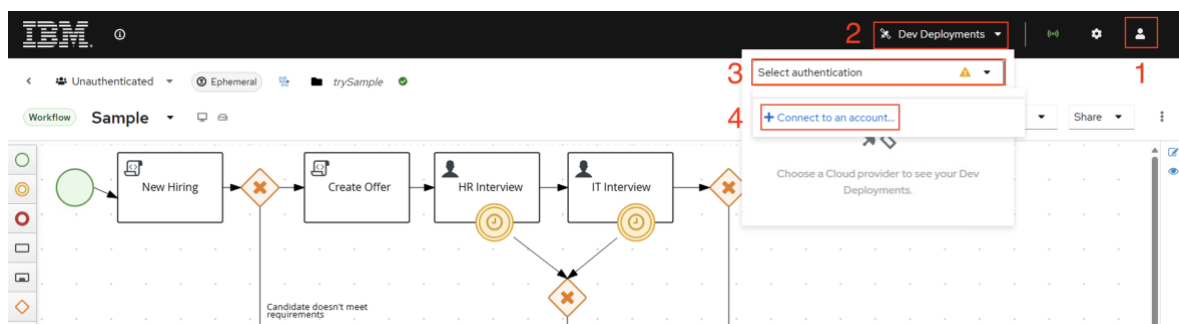 IBM.
2
Dev Deployments
1
Unauthenticated
Ephemeral
trySample
3
Select authentication
Workflow
Sample
4
+ Connect to an account...
Share
Choose a Cloud provider to see your Dev
Deployments.
New Hiring
Create Offer
HR Interview
IT Interview
Candidate doesn't meet
requirements